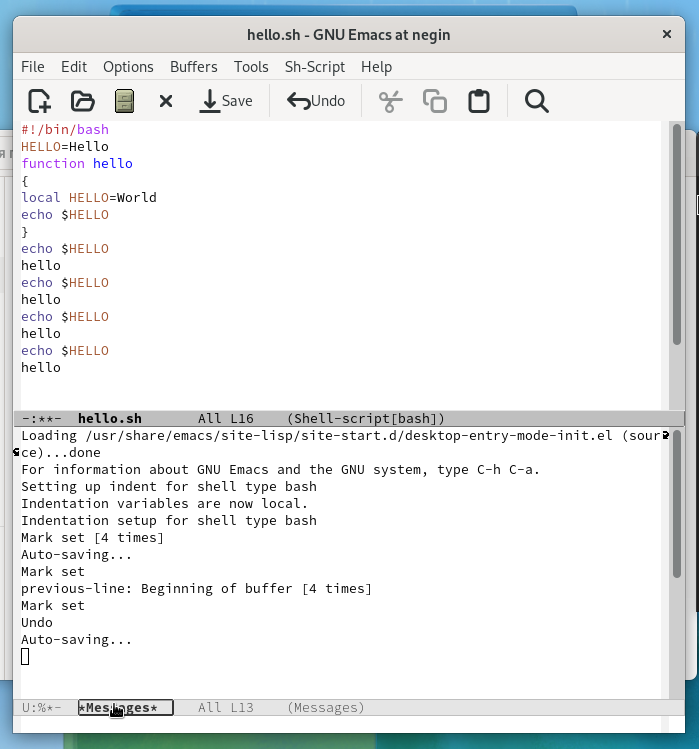 hello.sh - GNU Emacs at negin
File Edit Options Buffers Tools Sh-Script Help
Save Undo
#!/bin/bash
HELLO=Hello
function hello
{
local HELLO=World
echo $HELLO
}
echo $HELLO
hello
echo $HELLO
hello
echo $HELLO
hello
echo $HELLO
hello
-:**- hello.sh All L16 (Shell-script[bash])
Loading /usr/share/emacs/site-lisp/site-start.d/desktop-entry-mode-init.el (sour
ce)...done
For information about GNU Emacs and the GNU system, type C-h C-a.
Setting up indent for shell type bash
Indentation variables are now local.
Indentation setup for shell type bash
Mark set [4 times]
Auto-saving...
Mark set
previous-line: Beginning of buffer [4 times]
Mark set
Undo
Auto-saving...
U:%*- *Messages* All L13 (Messages)